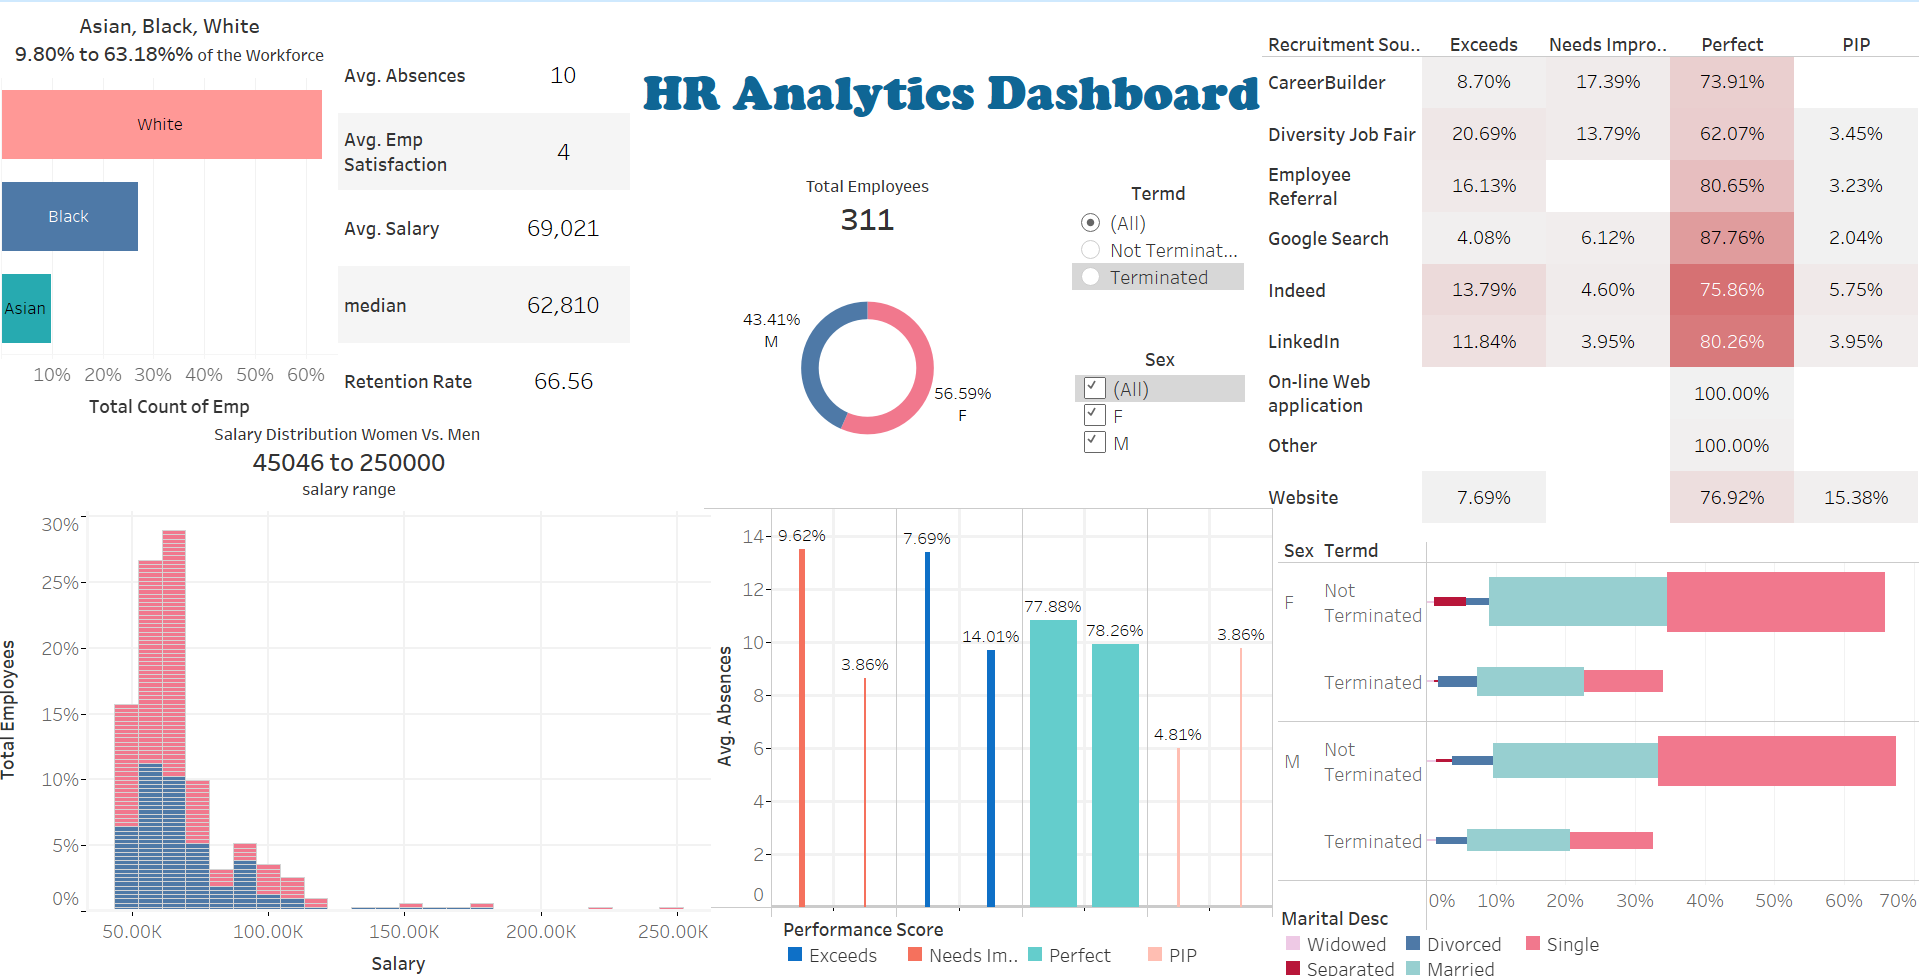 Asian, Black, White
9.80% to 63.18%% of the Workforce
White
Black
Asian
10% 20% 30% 40% 50% 60%
Total Count of Emp
Avg. Absences 10
Avg. Emp
Satisfaction 4
Avg. Salary 69,021
median 62,810
Retention Rate 66.56
HR Analytics Dashboard
Total Employees
311
43.41%
M
56.59%
F
Termd
(All)
Not Terminat...
Terminated
Sex
(All)
F
M
Recruitment Sou.. Exceeds Needs Impro.. Perfect PIP
CareerBuilder 8.70% 17.39% 73.91%
Diversity Job Fair 20.69% 13.79% 62.07% 3.45%
Employee
Referral 16.13% 80.65% 3.23%
Google Search 4.08% 6.12% 87.76% 2.04%
Indeed 13.79% 4.60% 75.86% 5.75%
LinkedIn 11.84% 3.95% 80.26% 3.95%
On-line Web
application 100.00%
Other 100.00%
Website 7.69% 76.92% 15.38%
Salary Distribution Women Vs. Men
45046 to 250000
salary range
Total Employees
30%
25%
20%
15%
10%
5%
0%
50.00K 100.00K 150.00K 200.00K 250.00K
Salary
Avg. Absences
14
12
10
8
6
4
2
0
9.62%
3.86%
7.69%
14.01%
77.88%
78.26%
4.81%
3.86%
Performance Score
Exceeds Needs Im.. Perfect PIP
Sex Termd
F Not
Terminated
Terminated
M Not
Terminated
Terminated
0% 10% 20% 30% 40% 50% 60% 70%
Marital Desc
Widowed Divorced Single
Separated Married